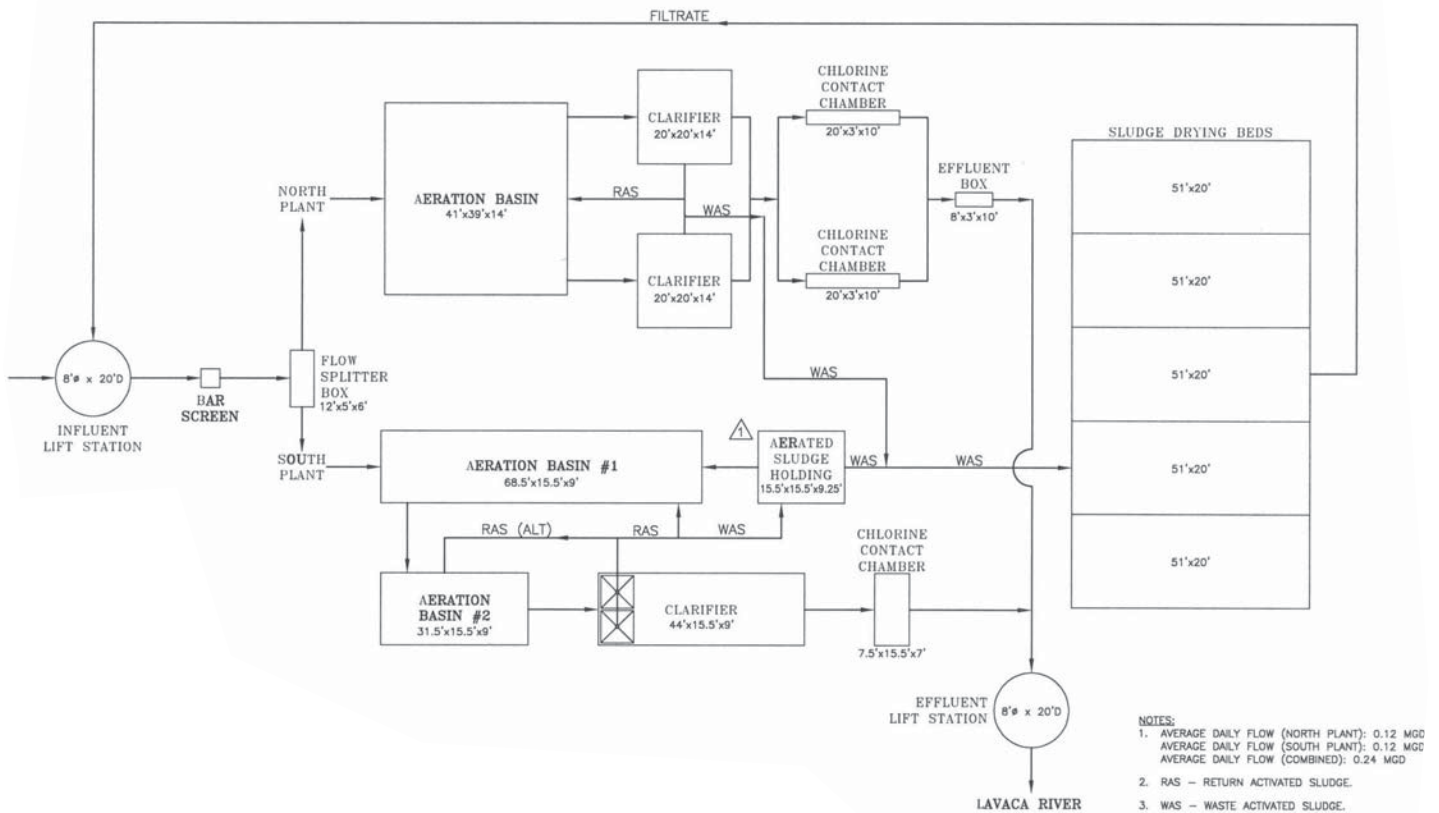 FILTRATE
CHLORINE
CONTACT
CHAMBER
20'x3'x10'
CLARIFIER
20'x20'x14'
SLUDGE DRYING BEDS
51'x20'
51'x20'
51'x20'
51'x20'
51'x20'
NORTH
PLANT
AERATION BASIN
41'x39'x14'
RAS
WAS
EFFLUENT
BOX
8'x3'x10'
CLARIFIER
20'x20'x14'
CHLORINE
CONTACT
CHAMBER
20'x3'x10'
8'ø x 20'D
INFLUENT
LIFT STATION
BAR
SCREEN
FLOW
SPLITTER
BOX
12'x5'x6'
WAS
SOUTH
PLANT
AERATION BASIN #1
68.5'x15.5'x9'
1
AERATED
SLUDGE
HOLDING
15.5'x15.5'x9.25'
WAS
WAS
RAS (ALT)
RAS
WAS
CHLORINE
CONTACT
CHAMBER
7.5'x15.5'x7'
AERATION
BASIN #2
31.5'x15.5'x9'
CLARIFIER
44'x15.5'x9'
EFFLUENT
LIFT STATION
8'ø x 20'D
LAVACA RIVER
NOTES:
1. AVERAGE DAILY FLOW (NORTH PLANT): 0.12 MGD
AVERAGE DAILY FLOW (SOUTH PLANT): 0.12 MGD
AVERAGE DAILY FLOW (COMBINED): 0.24 MGD
2. RAS – RETURN ACTIVATED SLUDGE.
3. WAS – WASTE ACTIVATED SLUDGE.